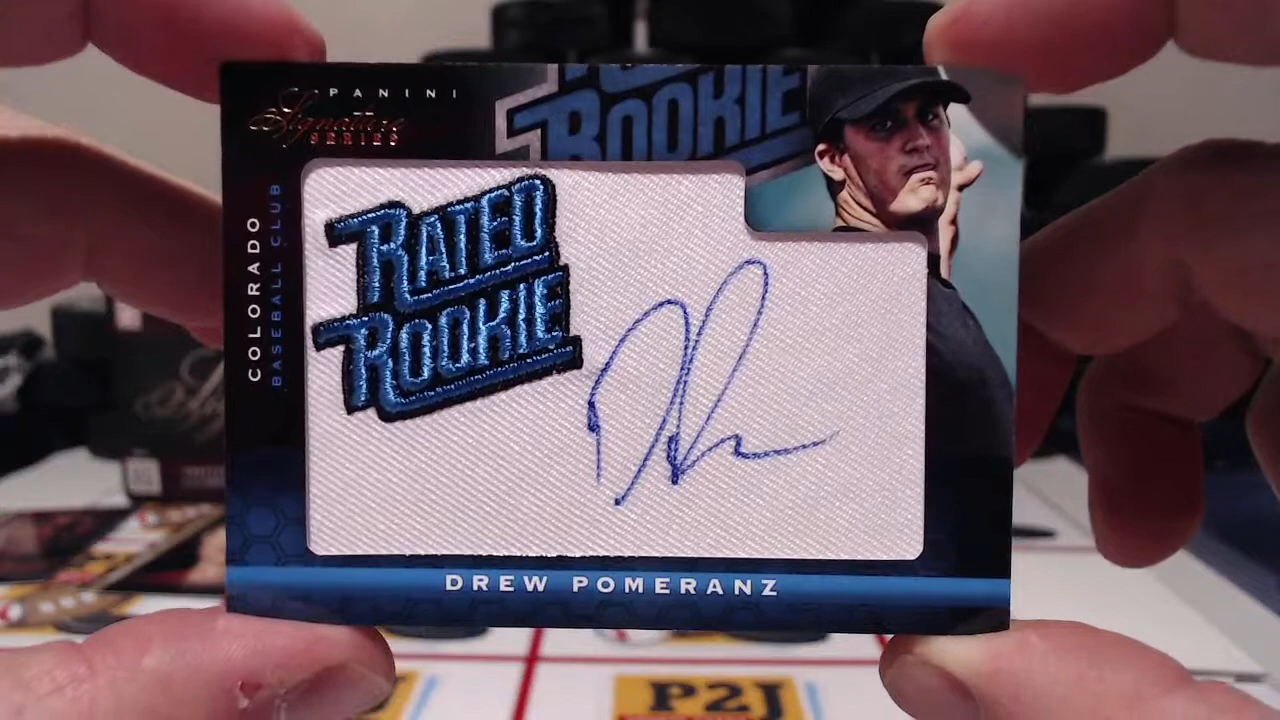 PANINI
Signature
SERIES
ROOKIE
COLORADO
BASEBALL CLUB
RATED
ROOKIE
DREW POMERANZ
P2J